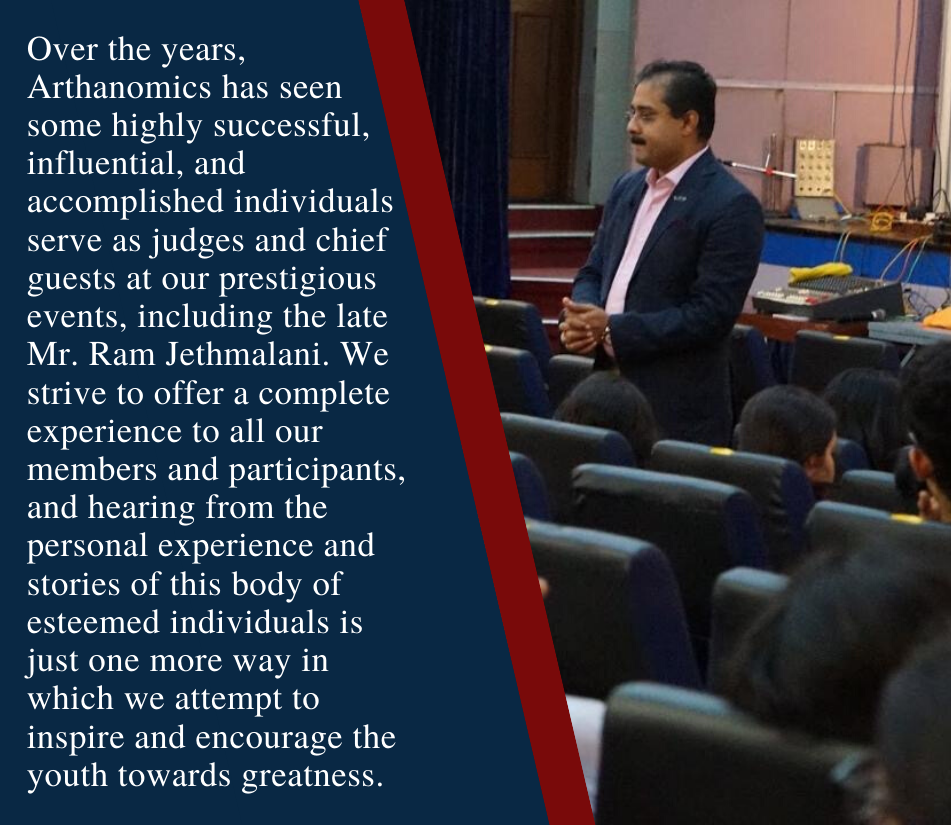 Over the years,
Arthanomics has seen
some highly successful,
influential, and
accomplished individuals
serve as judges and chief
guests at our prestigious
events, including the late
Mr. Ram Jethmalani. We
strive to offer a complete
experience to all our
members and participants,
and hearing from the
personal experience and
stories of this body of
esteemed individuals is
just one more way in
which we attempt to
inspire and encourage the
youth towards greatness.